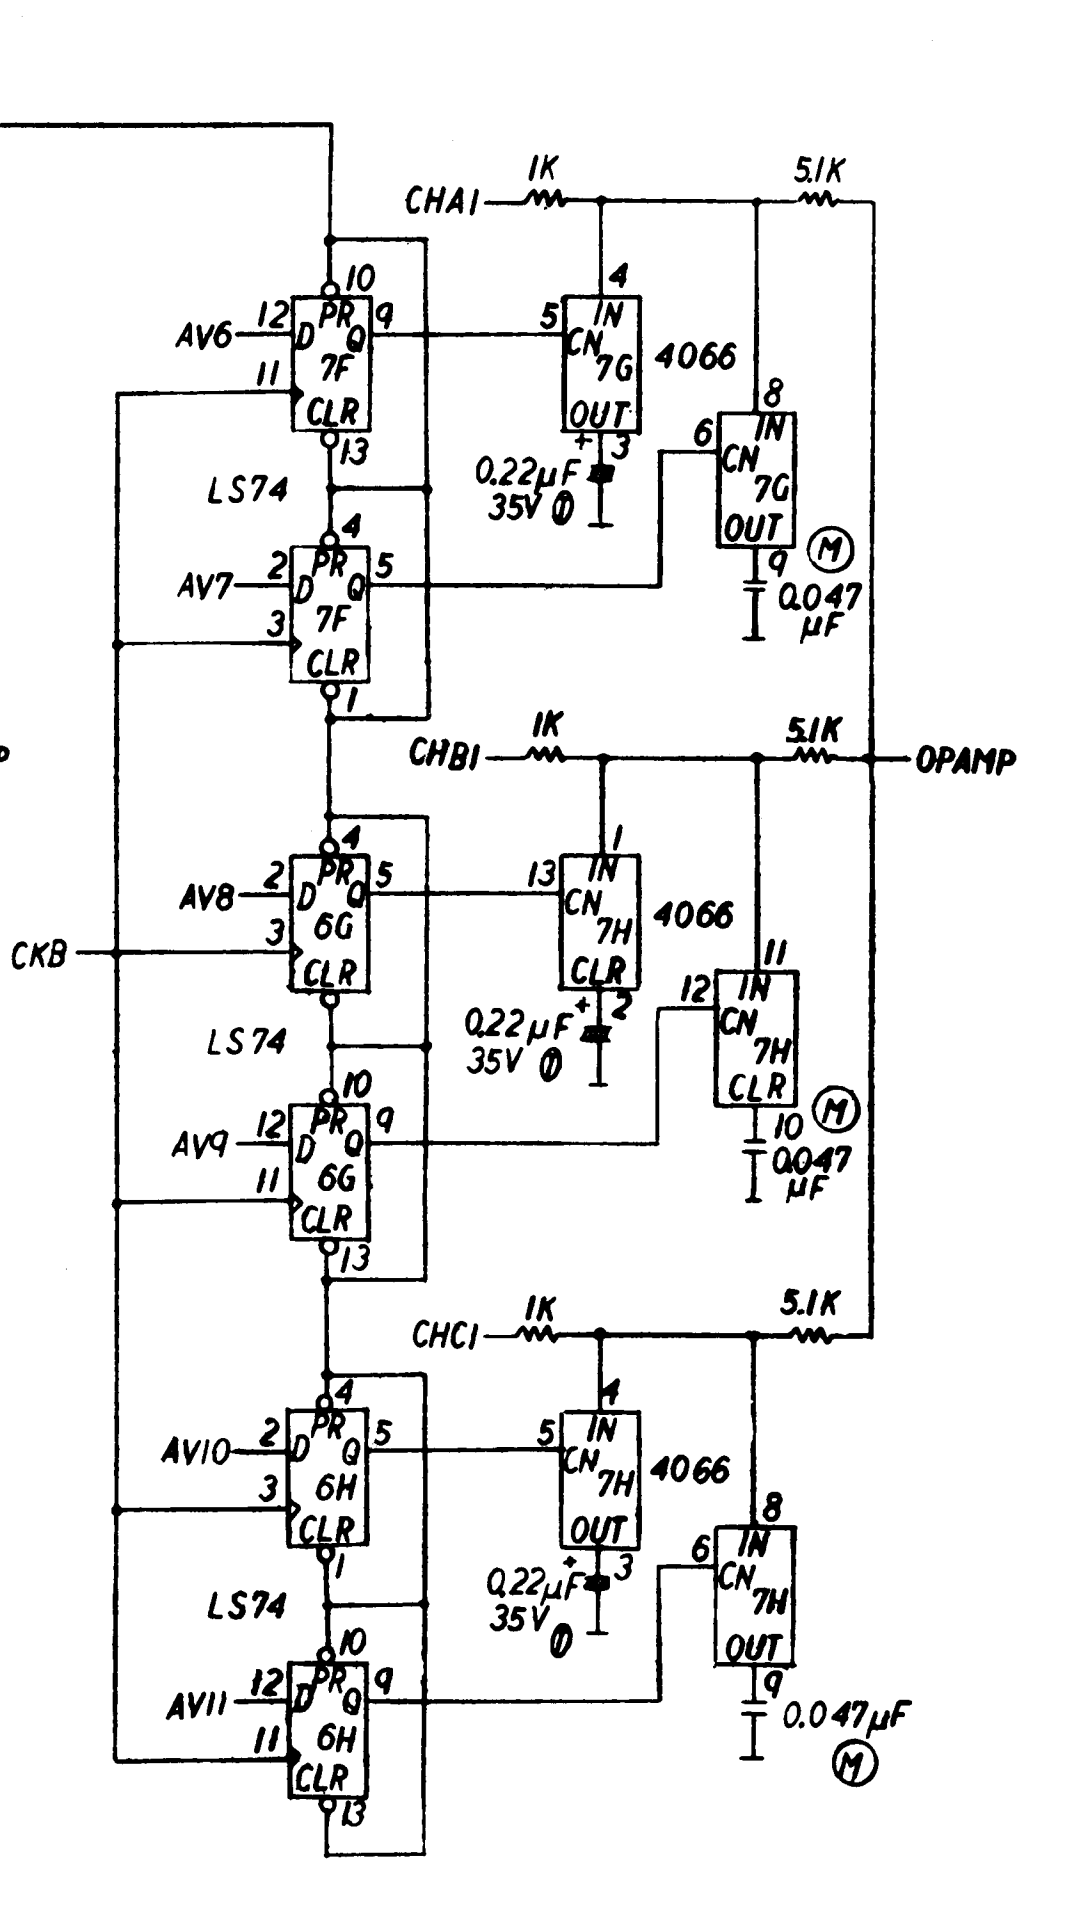 1K
5.1K
CHA1
10
4
12
PR
9
5
IN
AV6
D
Q
CN
4066
7F
7G
11
8
CLR
OUT
6
IN
13
+
3
CN
0.22µF
7G
LS74
35V
OUT
4
M
2
PR
5
9
AV7
D
Q
0.047
3
7F
µF
CLR
1
1K
5.1K
CHB1
OPAMP
4
1
2
PR
5
13
IN
AV8
D
Q
CN
4066
3
6G
7H
CKB
11
CLR
CLR
12
IN
+
2
CN
0.22µF
LS74
7H
35V
10
CLR
12
PR
9
M
AV9
D
Q
10
0.047
11
6G
µF
CLR
13
1K
5.1K
CHC1
4
4
2
PR
5
5
IN
AV10
D
Q
CN
4066
3
6H
7H
8
CLR
OUT
6
IN
1
+
3
CN
0.22µF
7H
LS74
35V
10
OUT
12
PR
9
9
AV11
D
Q
0.047µF
11
6H
M
CLR
13